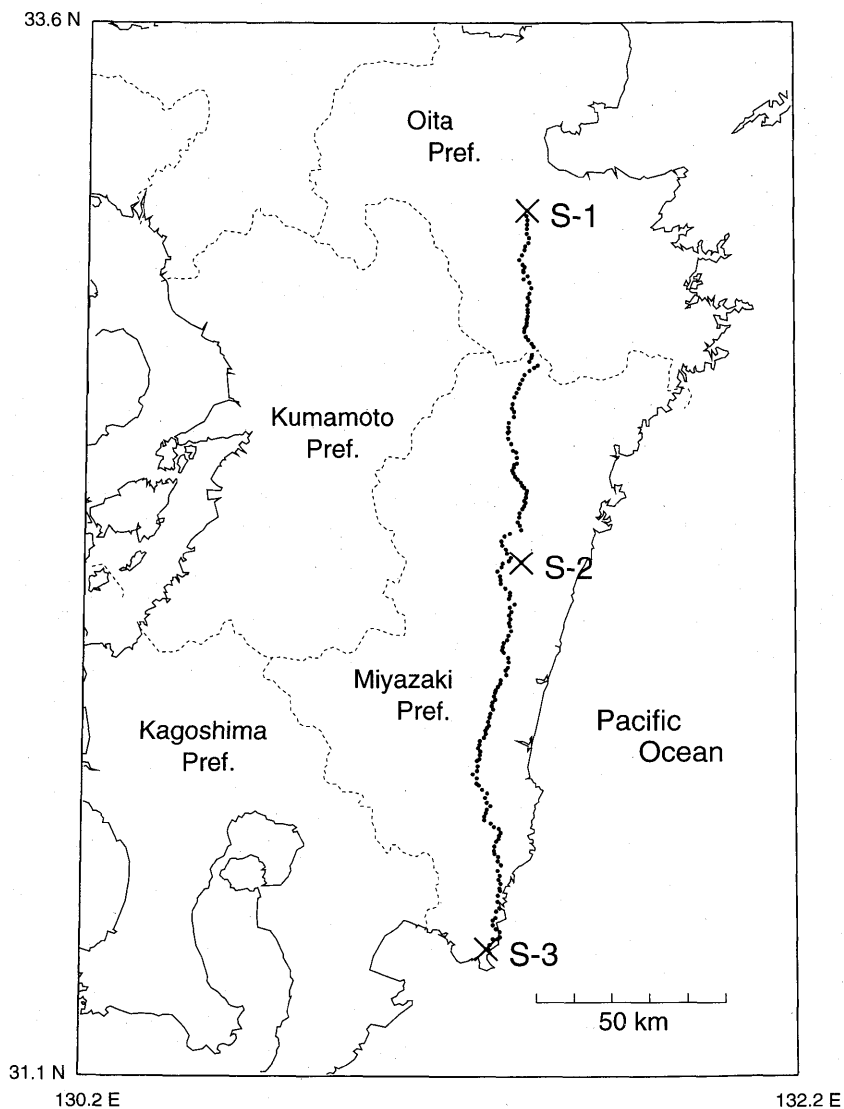 33.6 N
Oita
Pref.
S-1
Kumamoto
Pref.
S-2
Miyazaki
Pref.
Kagoshima
Pref.
Pacific
Ocean
S-3
50 km
31.1 N
130.2 E
132.2 E